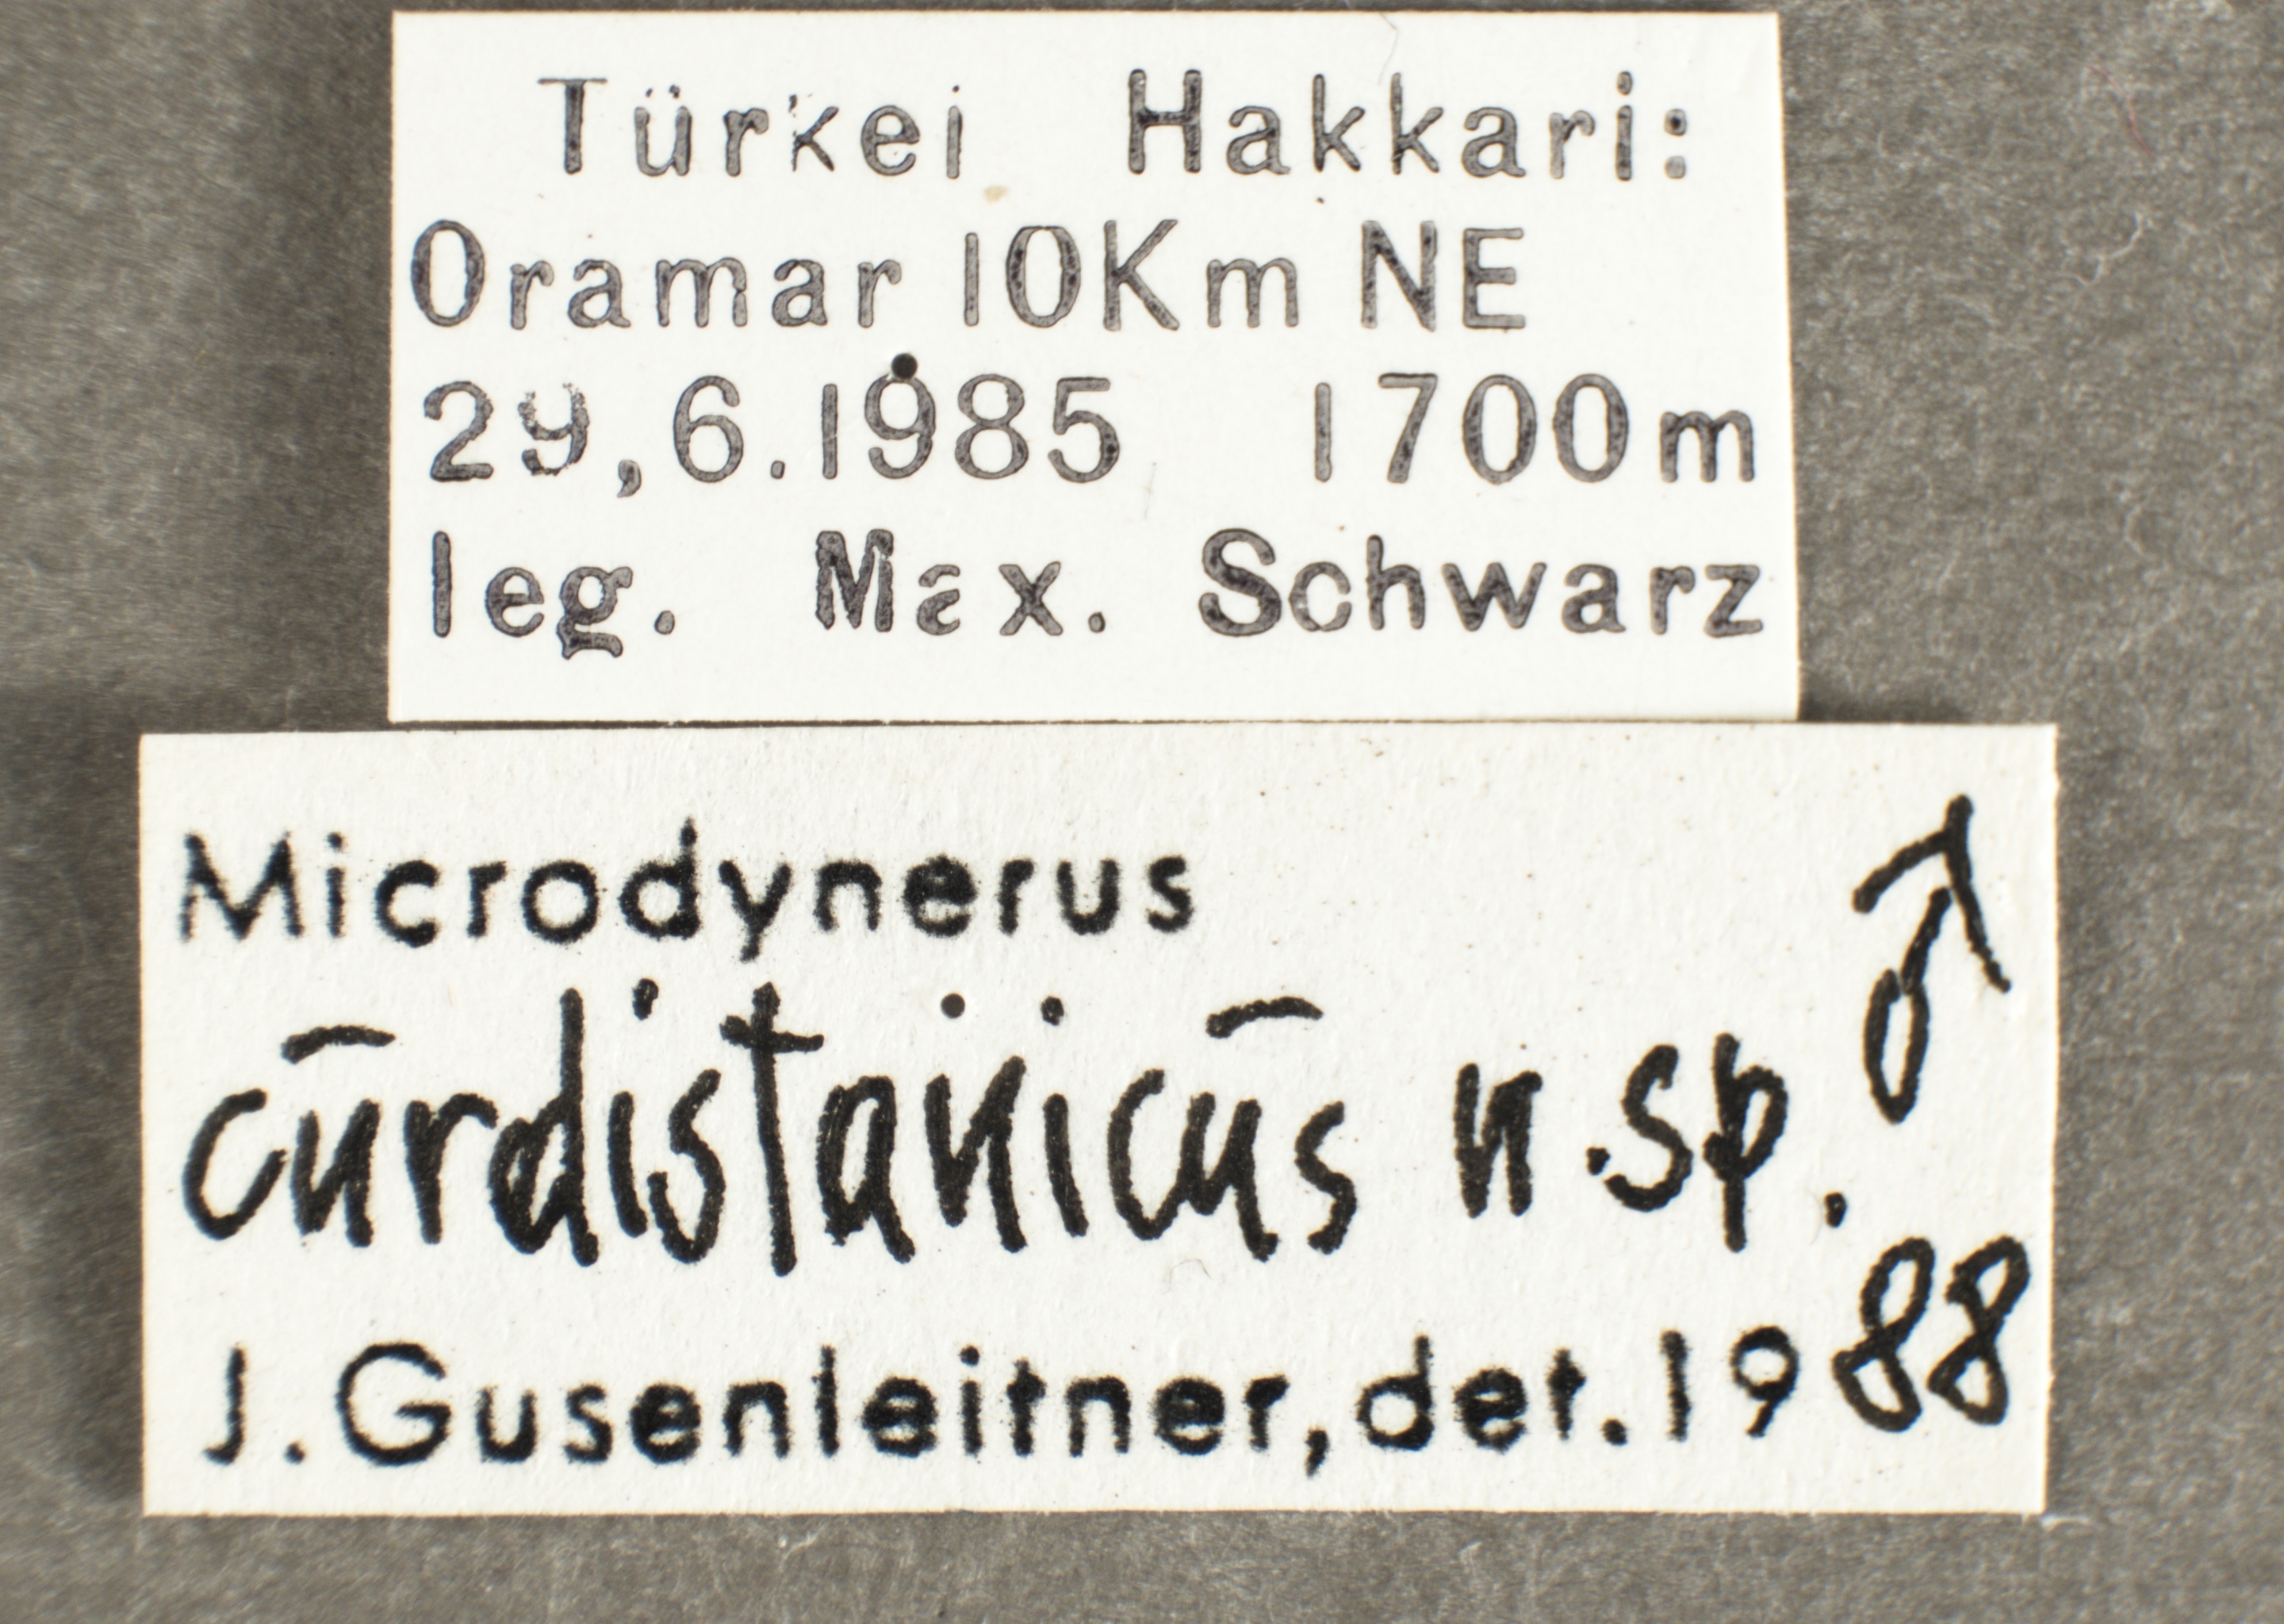 Türkei Hakkari:
Oramar 10Km NE
29,6.1985 1700m
leg. Max. Schwarz
Microdynerus ♂
cūrdistanicūs n.sp.
J. Gusenleitner, det. 1988